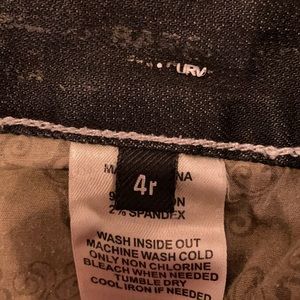 CURV
4r
2% SPANDEX
WASH INSIDE OUT
MACHINE WASH COLD
ONLY NON CHLORINE
BLEACH WHEN NEEDED
TUMBLE DRY
COOL IRON IF NEEDED